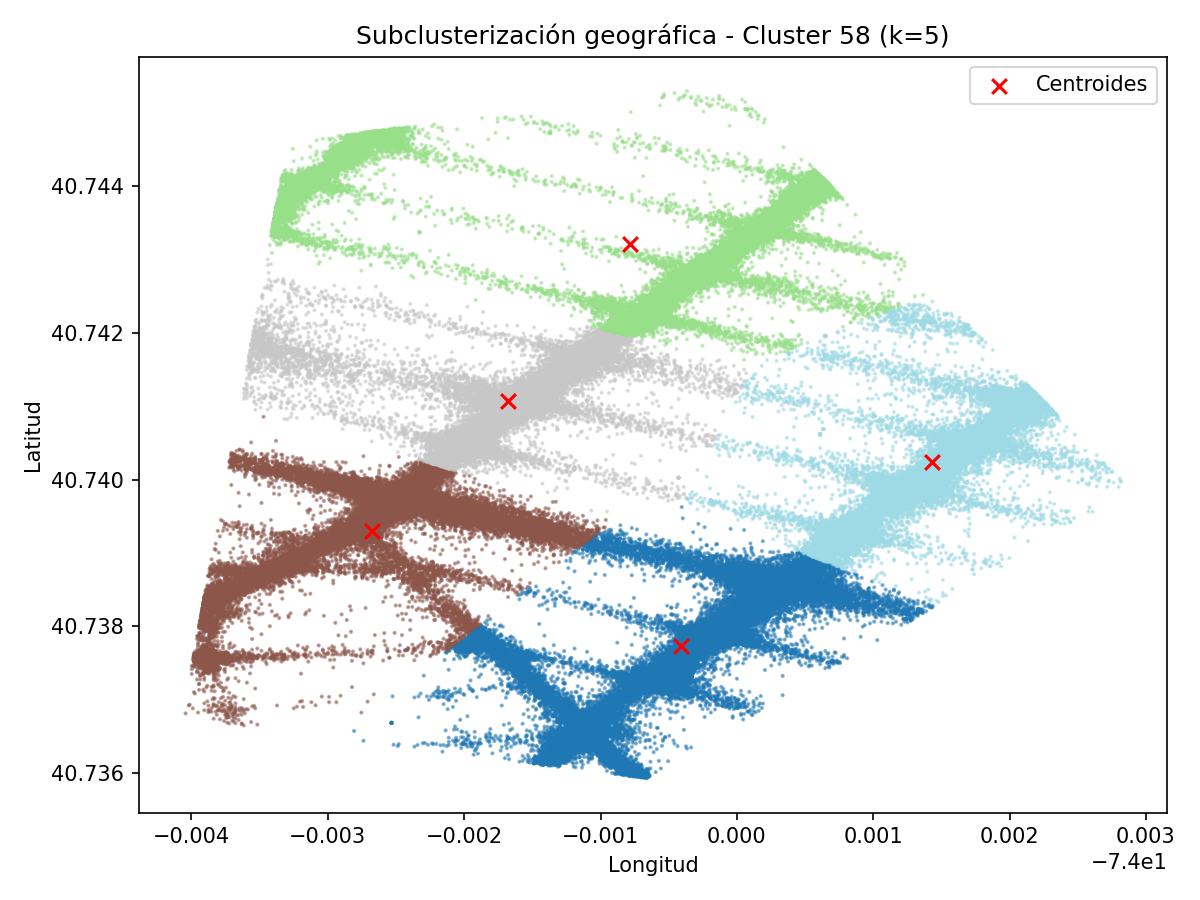 Subclusterización geográfica - Cluster 58 (k=5)
Centroides
40.744
40.742
40.740
40.738
40.736
Latitud
−0.004 −0.003 −0.002 −0.001 0.000 0.001 0.002 0.003
−7.4e1
Longitud